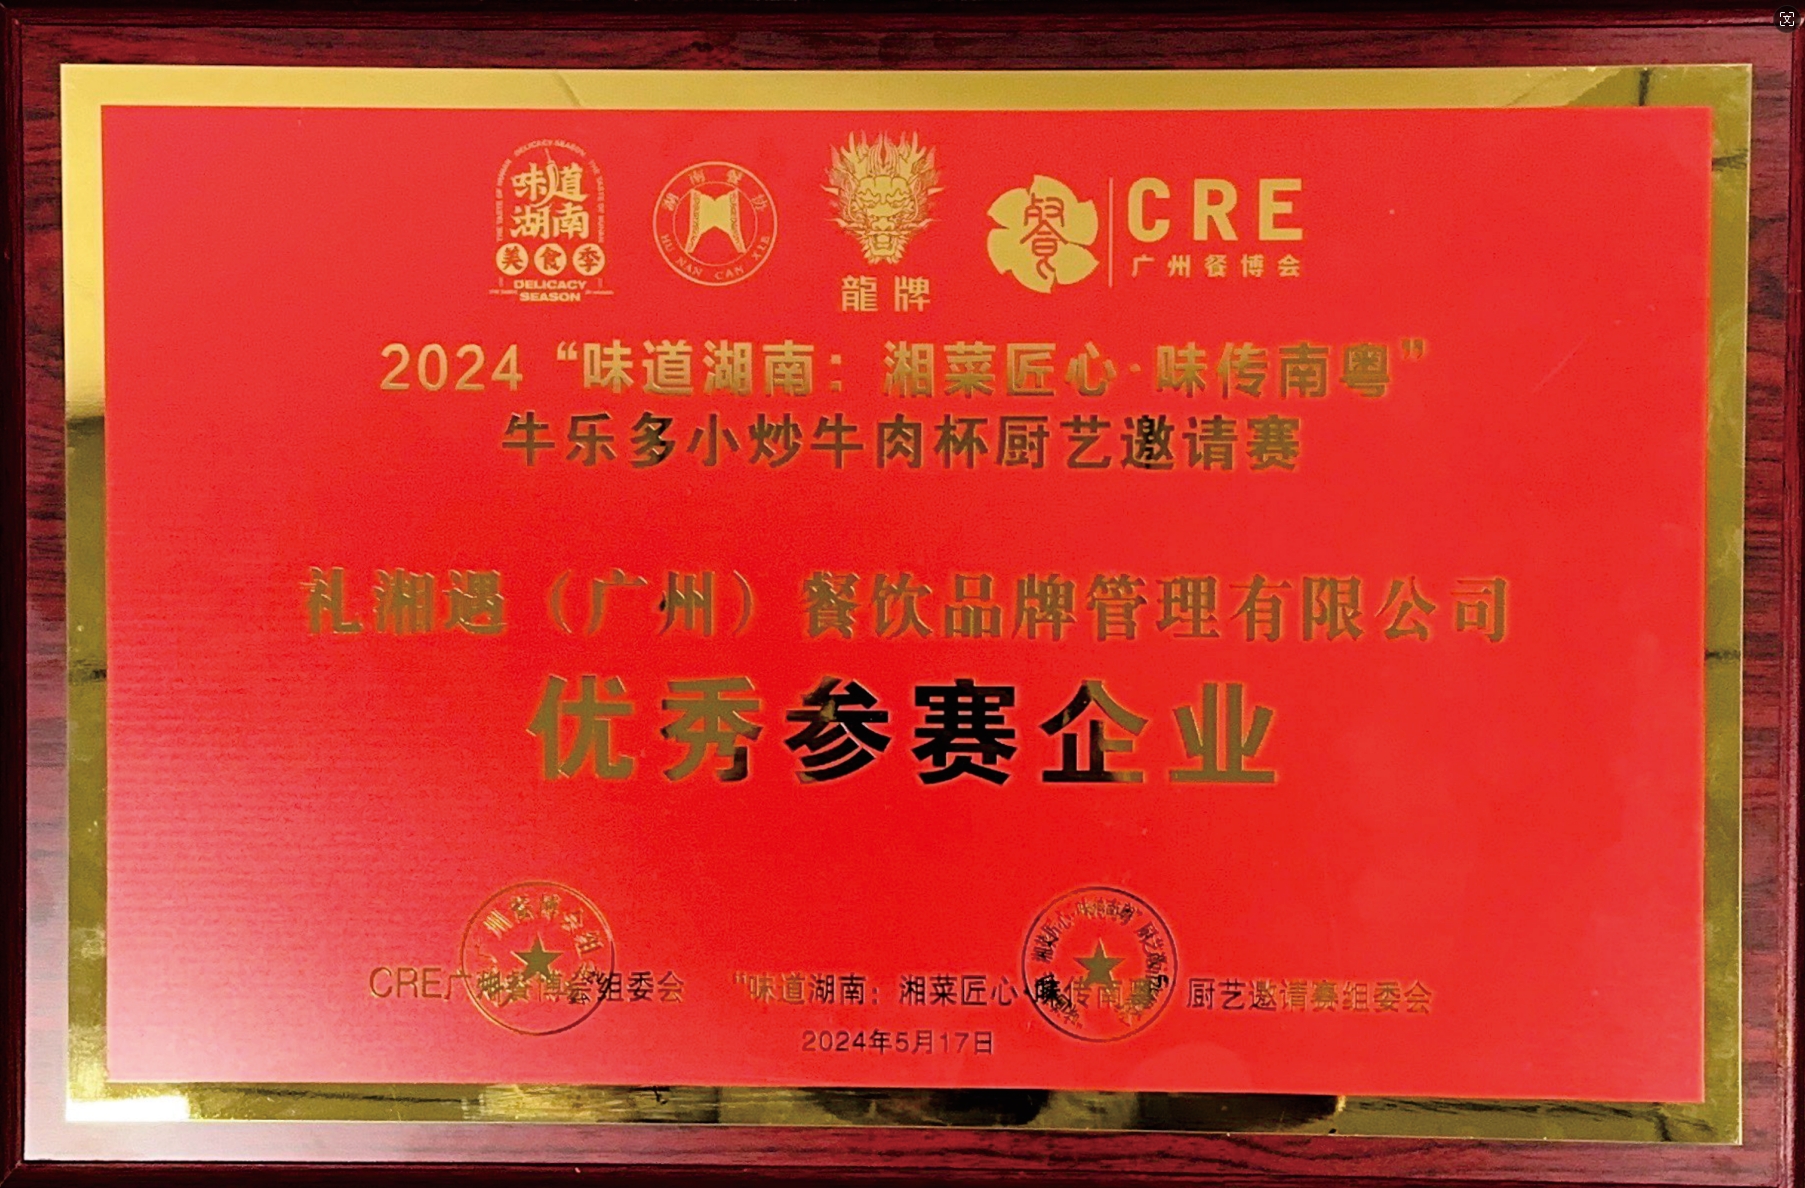 味道
湖南
美食季
DELICACY
SEASON
湖南餐协
HU NAN CAN XIE
龍牌
餐
CRE
广州餐博会
2024“味道湖南：湘菜匠心·味传南粤”
牛乐多小炒牛肉杯厨艺邀请赛
礼湘遇（广州）餐饮品牌管理有限公司
优秀参赛企业
CRE广州餐博会组委会
“味道湖南：湘菜匠心·味传南粤”厨艺邀请赛组委会
2024年5月17日